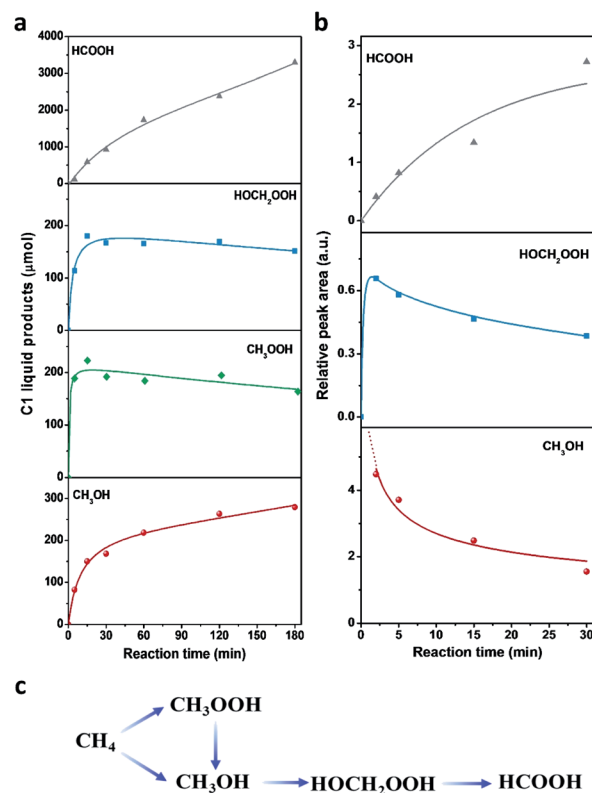 a
b
HCOOH
4000
3000
2000
1000
0
HOCH₂OOH
200
100
0
CH₃OOH
200
100
0
CH₃OH
300
200
100
0
0 30 60 90 120 150 180
Reaction time (min)
C1 liquid products (μmol)
HCOOH
3
2
1
0
HOCH₂OOH
0.6
0.3
0.0
CH₃OH
4
2
0
0 5 10 15 20 25 30
Reaction time (min)
Relative peak area (a.u.)
c
CH₃OOH
CH₄
CH₃OH HOCH₂OOH HCOOH